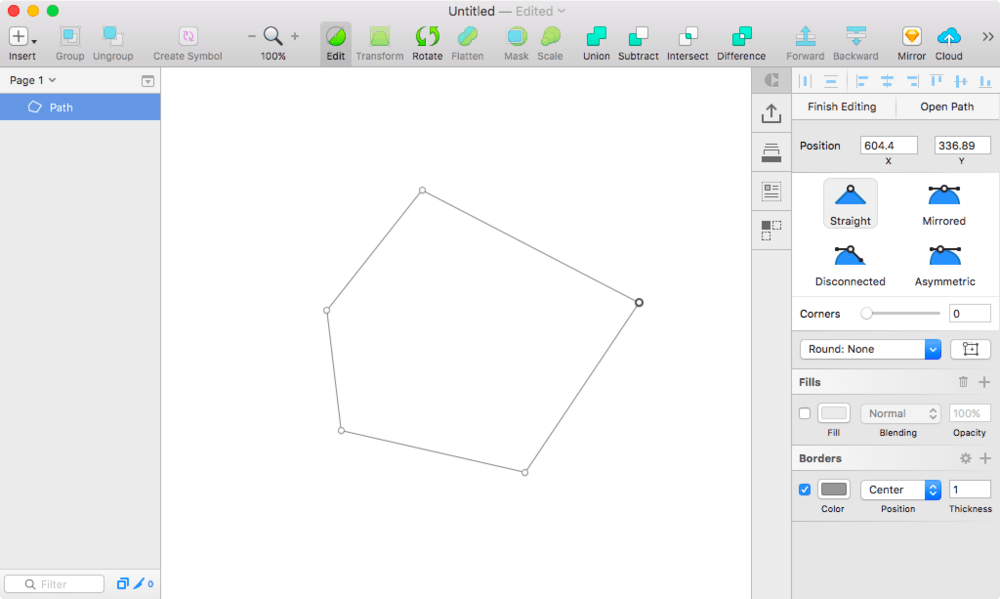 Untitled — Edited
Insert Group Ungroup Create Symbol 100% Edit Transform Rotate Flatten Mask Scale Union Subtract Intersect Difference Forward Backward Mirror Cloud
Page 1
Path
Filter 0
Finish Editing Open Path
Position 604.4 336.89
X Y
Straight Mirrored
Disconnected Asymmetric
Corners 0
Round: None
Fills
Normal 100%
Fill Blending Opacity
Borders
Center 1
Color Position Thickness